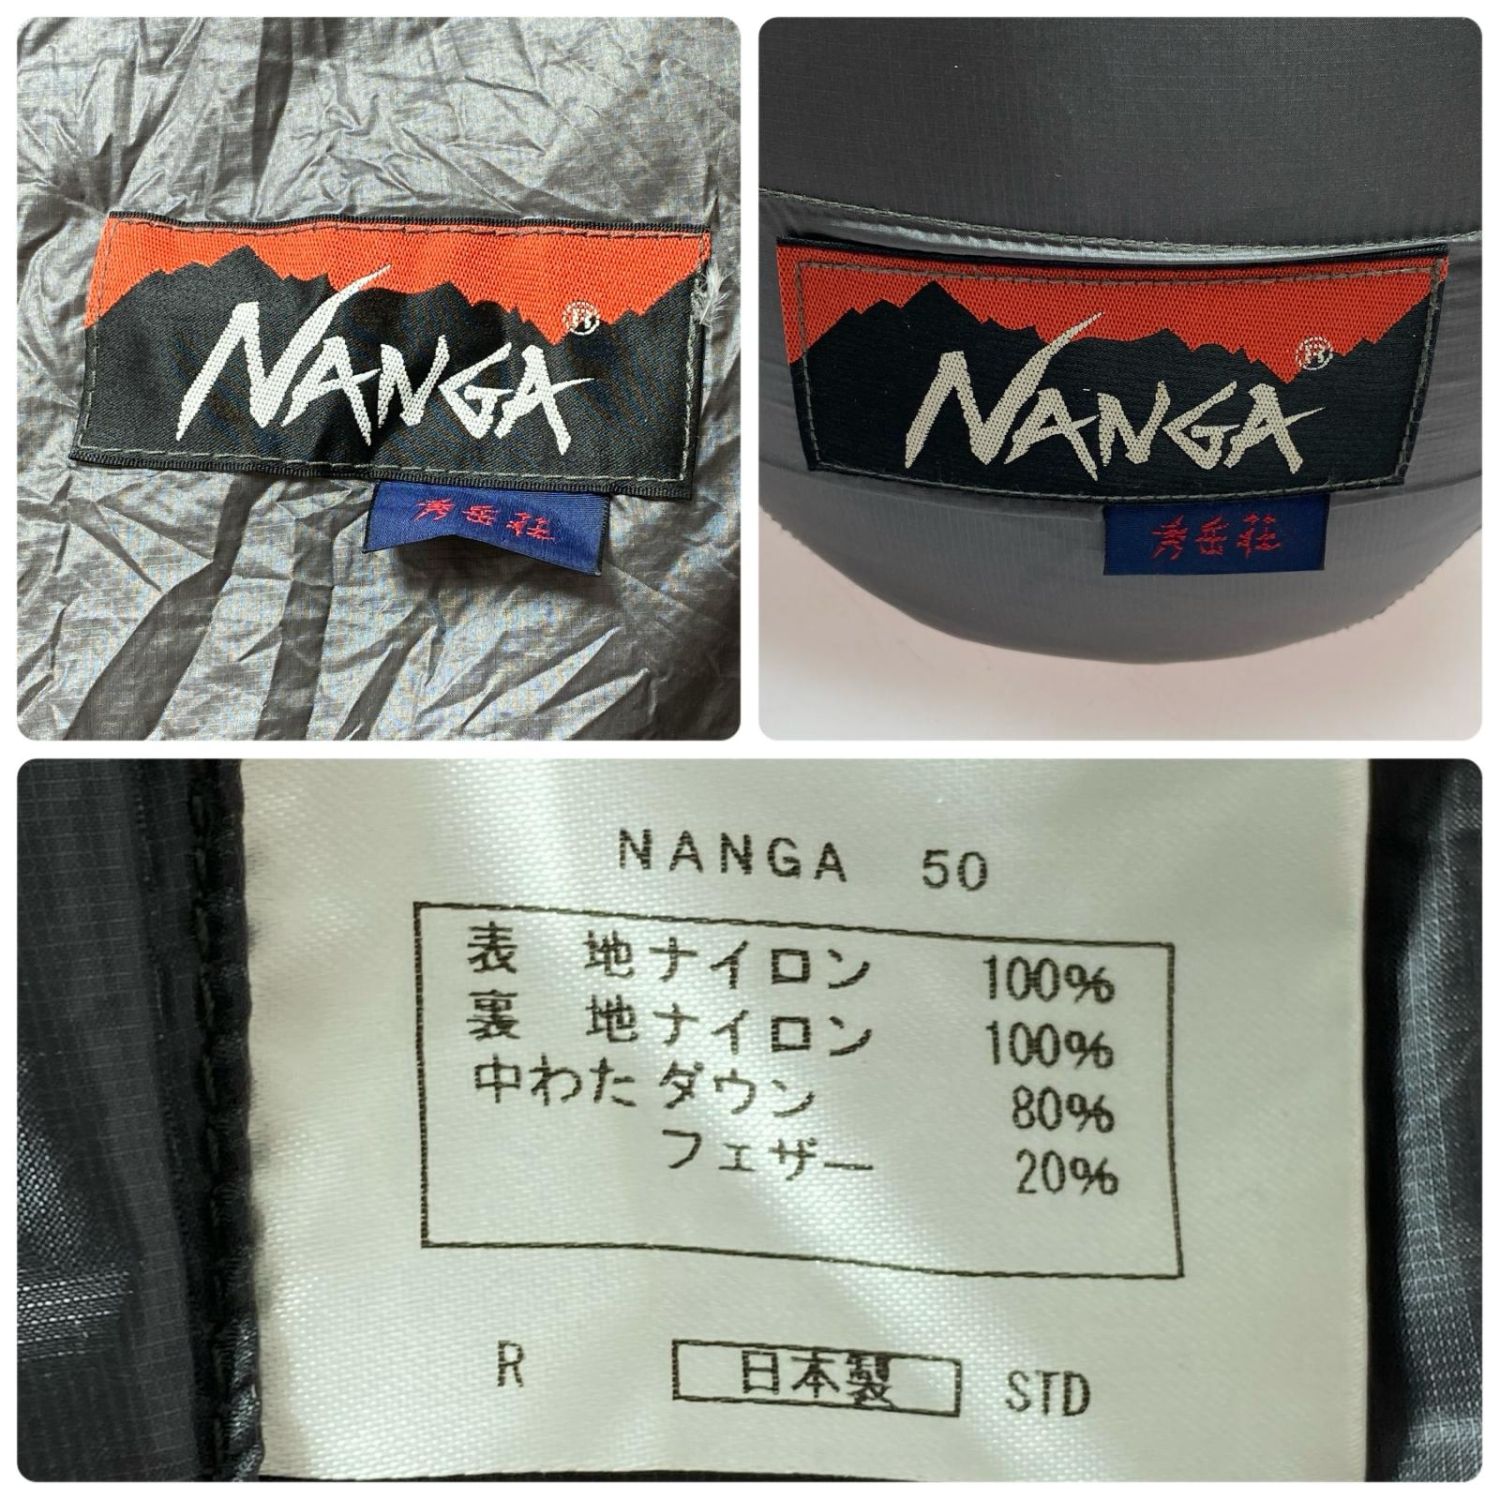 NANGA®
秀岳荘
NANGA®
秀岳荘
NANGA 50
表 地 ナイロン 100%
裏 地 ナイロン 100%
中わた ダウン 80%
フェザー 20%
R 日本製 STD